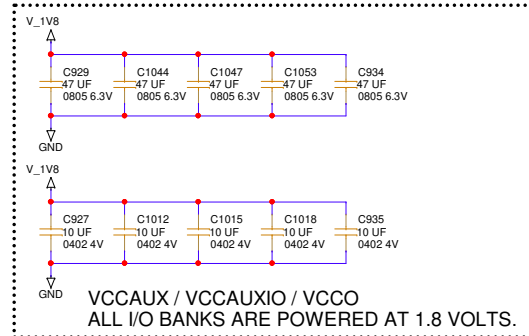 V_1V8
C929 C1044 C1047 C1053 C934
47 UF 47 UF 47 UF 47 UF 47 UF
0805 6.3V 0805 6.3V 0805 6.3V 0805 6.3V 0805 6.3V
GND
V_1V8
C927 C1012 C1015 C1018 C935
10 UF 10 UF 10 UF 10 UF 10 UF
0402 4V 0402 4V 0402 4V 0402 4V 0402 4V
GND
VCCAUX / VCCAUXIO / VCCO
ALL I/O BANKS ARE POWERED AT 1.8 VOLTS.